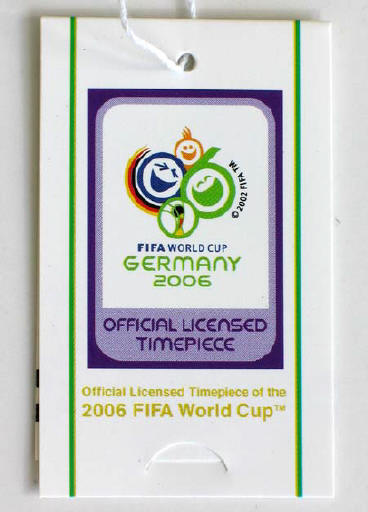 © 2002 FIFA TM
FIFA WORLD CUP
GERMANY
2006
OFFICIAL LICENSED
TIMEPIECE
Official Licensed Timepiece of the
2006 FIFA World Cup™